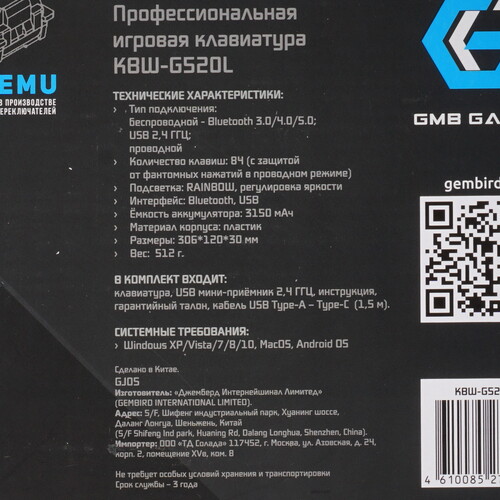 Профессиональная
игровая клавиатура
KBW-G520L
ТЕХНИЧЕСКИЕ ХАРАКТЕРИСТИКИ:
› Тип подключения:
беспроводной - Bluetooth 3.0/4.0/5.0;
USB 2,4 ГГЦ;
проводной
› Количество клавиш: 84 (с защитой
от фантомных нажатий в проводном режиме)
› Подсветка: RAINBOW, регулировка яркости
› Интерфейс: Bluetooth, USB
› Ёмкость аккумулятора: 3150 мАч
› Материал корпуса: пластик
› Размеры: 306*120*30 мм
› Вес: 512 г.
В КОМПЛЕКТ ВХОДИТ:
клавиатура, USB мини-приёмник 2,4 ГГЦ, инструкция,
гарантийный талон, кабель USB Type-A – Type-C (1,5 м).
СИСТЕМНЫЕ ТРЕБОВАНИЯ:
› Windows XP/Vista/7/8/10, MacOS, Android OS
Сделано в Китае.
GJ05
Изготовитель: «Джемберд Интернейшинал Лимитед»
(GEMBIRD INTERNATIONAL LIMITED).
Адрес: 5/F, Шифенг индустриальный парк, Хуанинг шоссе,
Даланг Лонгуа, Шеньжень, Китай
(5/F Shifeng Ind park, Huaning Rd, Dalang Longhua, Shenzhen, China)
Импортер: ООО «ТД Солада» 117452, г. Москва, ул. Азовская, д. 24,
корп. 2, помещение XVв, ком. 8
Не требует особых условий хранения и транспортировки
Срок службы – 3 года
EMU
В ПРОИЗВОДСТВЕ
ЕРЕКЛЮЧАТЕЛЕЙ
GMB GA
gembird
KBW-G52
4 610085 2